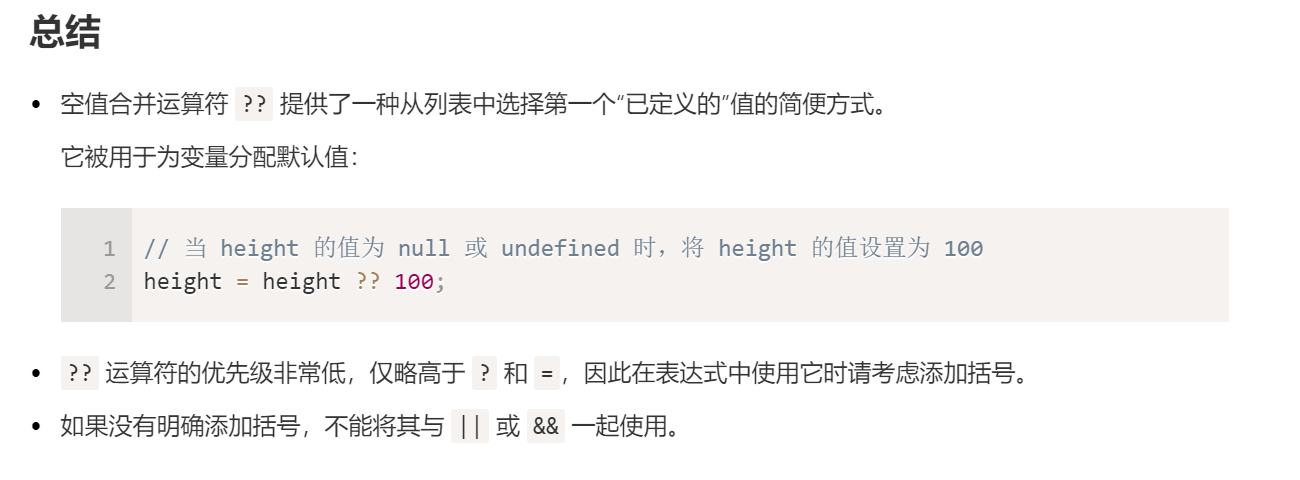 总结
空值合并运算符 ?? 提供了一种从列表中选择第一个“已定义的”值的简便方式。
它被用于为变量分配默认值：
1 // 当 height 的值为 null 或 undefined 时，将 height 的值设置为 100
2 height = height ?? 100;
?? 运算符的优先级非常低，仅略高于 ? 和 =，因此在表达式中使用它时请考虑添加括号。
如果没有明确添加括号，不能将其与 || 或 && 一起使用。